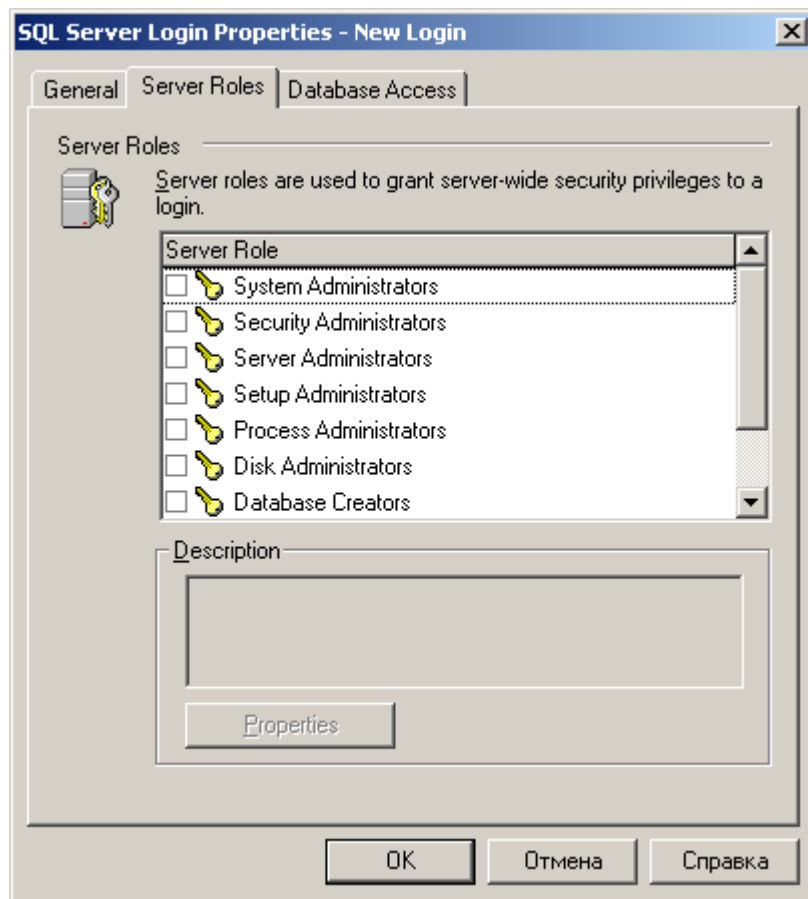 SQL Server Login Properties - New Login
General Server Roles Database Access
Server Roles
Server roles are used to grant server-wide security privileges to a
login.
Server Role
System Administrators
Security Administrators
Server Administrators
Setup Administrators
Process Administrators
Disk Administrators
Database Creators
Description
Properties
OK Отмена Справка